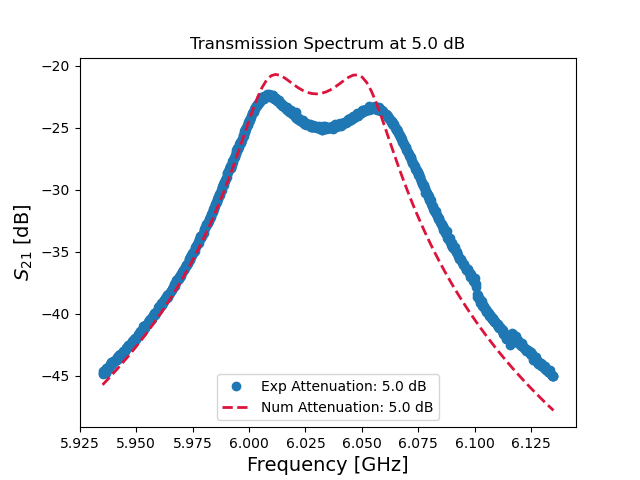 Transmission Spectrum at 5.0 dB
−20
−25
−30
−35
−40
−45
S21 [dB]
Exp Attenuation: 5.0 dB
Num Attenuation: 5.0 dB
5.925 5.950 5.975 6.000 6.025 6.050 6.075 6.100 6.125
Frequency [GHz]